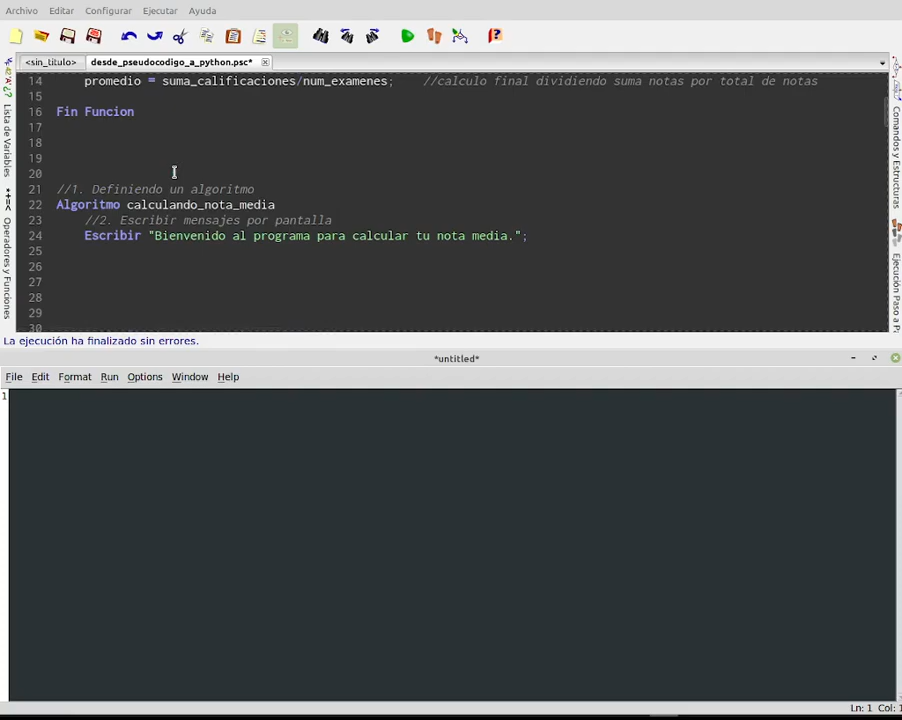 Archivo Editar Configurar Ejecutar Ayuda
<sin_titulo> desde_pseudocodigo_a_python.psc*
Lista de Variables
Operadores y Funciones
14 promedio = suma_calificaciones/num_examenes; //calculo final dividiendo suma notas por total de notas
15
16 Fin Funcion
17
18
19
20
21 //1. Definiendo un algoritmo
22 Algoritmo calculando_nota_media
23 //2. Escribir mensajes por pantalla
24 Escribir "Bienvenido al programa para calcular tu nota media.";
25
26
27
28
29
30
Comandos y Estructuras
Ejecución Paso a P
La ejecución ha finalizado sin errores.
*untitled*
File Edit Format Run Options Window Help
1
Ln: 1 Col: 1